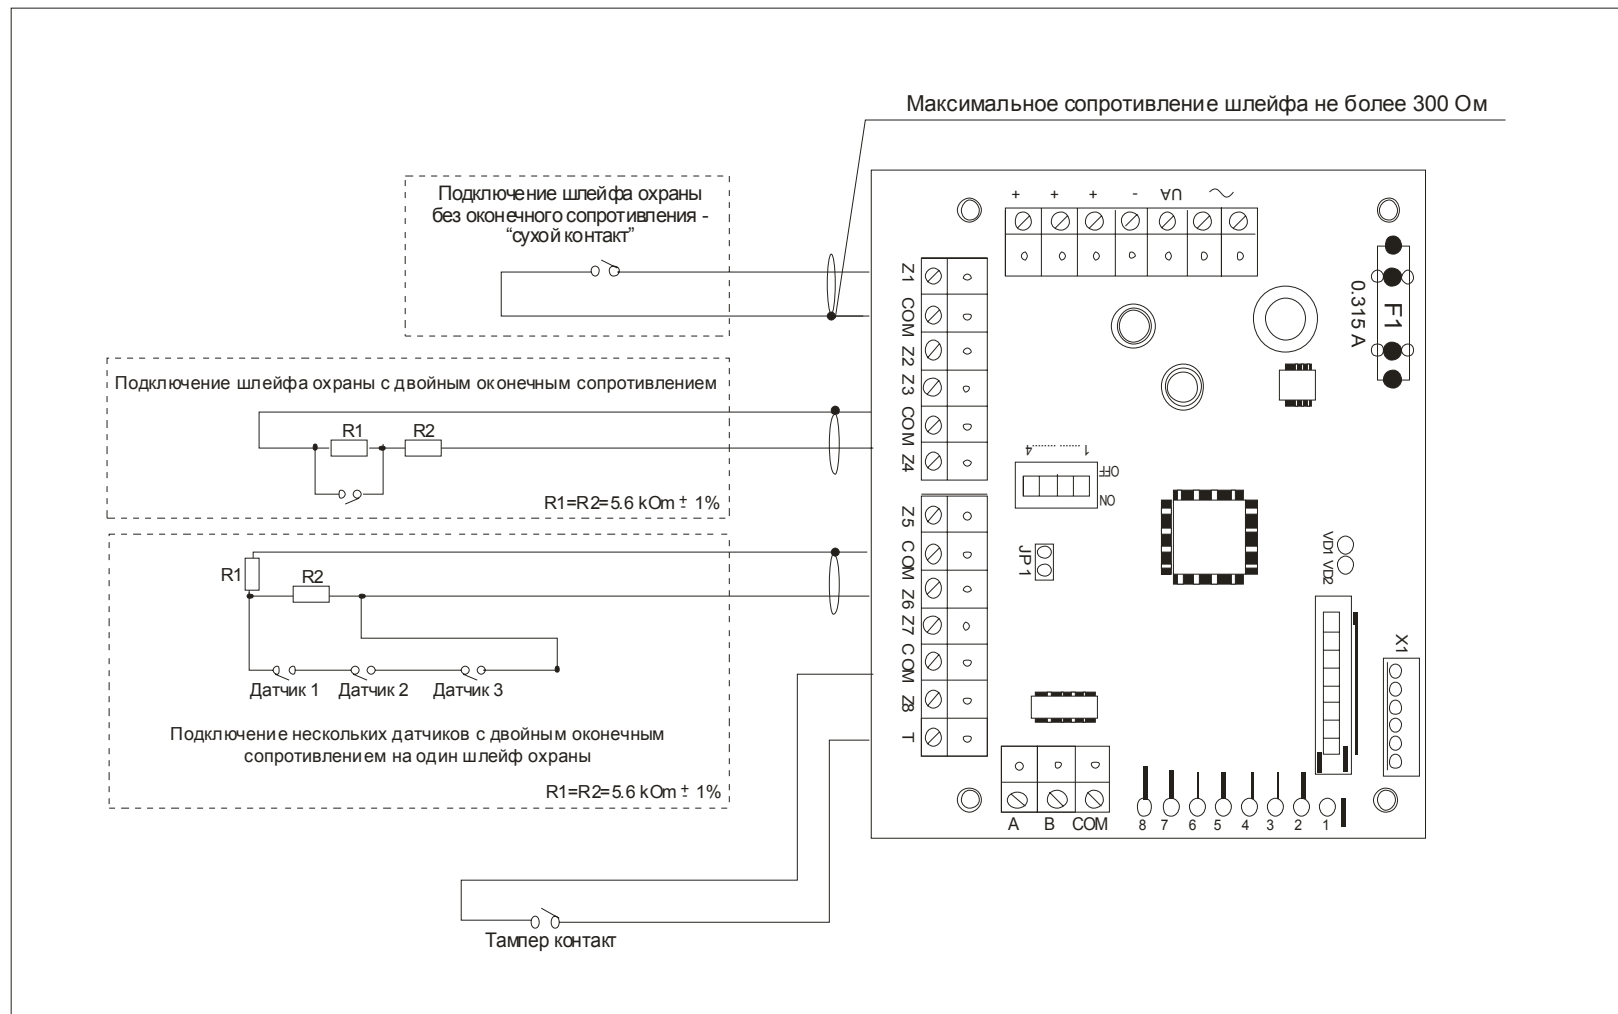 Максимальное сопротивление шлейфа не более 300 Ом
Подключение шлейфа охраны
без оконечного сопротивления -
“сухой контакт”
Подключение шлейфа охраны с двойным оконечным сопротивлением
R1
R2
R1=R2=5.6 kOm ± 1%
R1
R2
Датчик 1
Датчик 2
Датчик 3
Подключение нескольких датчиков с двойным оконечным
сопротивлением на один шлейф охраны
R1=R2=5.6 kOm ± 1%
Тампер контакт
+ + + - UA ~
Z1
COM
Z2
Z3
COM
Z4
Z5
COM
Z6
Z7
COM
Z8
T
F1
0.315 A
1 ........ ........ 4
OFF
ON
JP1
VD1 VD2
X1
A B COM
8 7 6 5 4 3 2 1